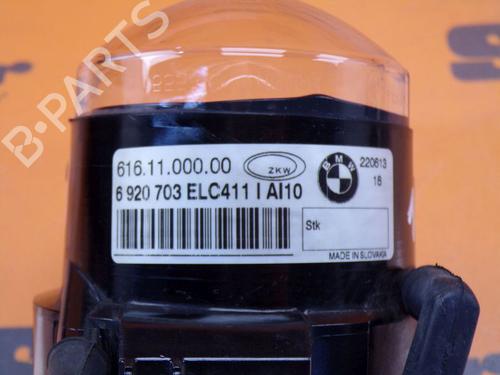 B-PARTS
616.11.000.00
ZKW
BMW
220613
18
6 920 703 ELC411 I AI10
Stk
MADE IN SLOVAKIA